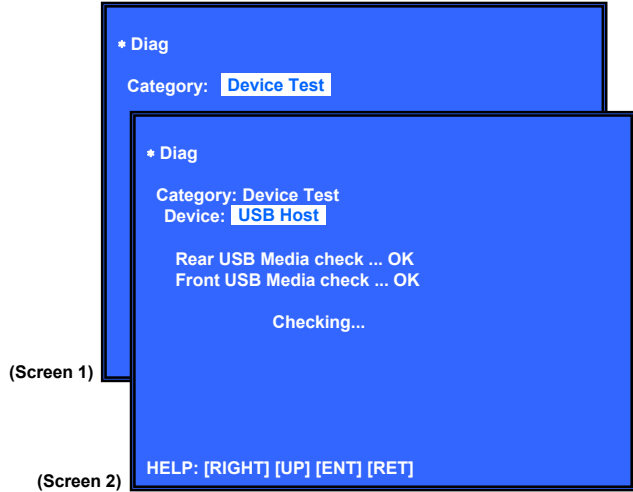 * Diag
Category: Device Test
* Diag
Category: Device Test
Device: USB Host
Rear USB Media check ... OK
Front USB Media check ... OK
Checking...
(Screen 1)
HELP: [RIGHT] [UP] [ENT] [RET]
(Screen 2)